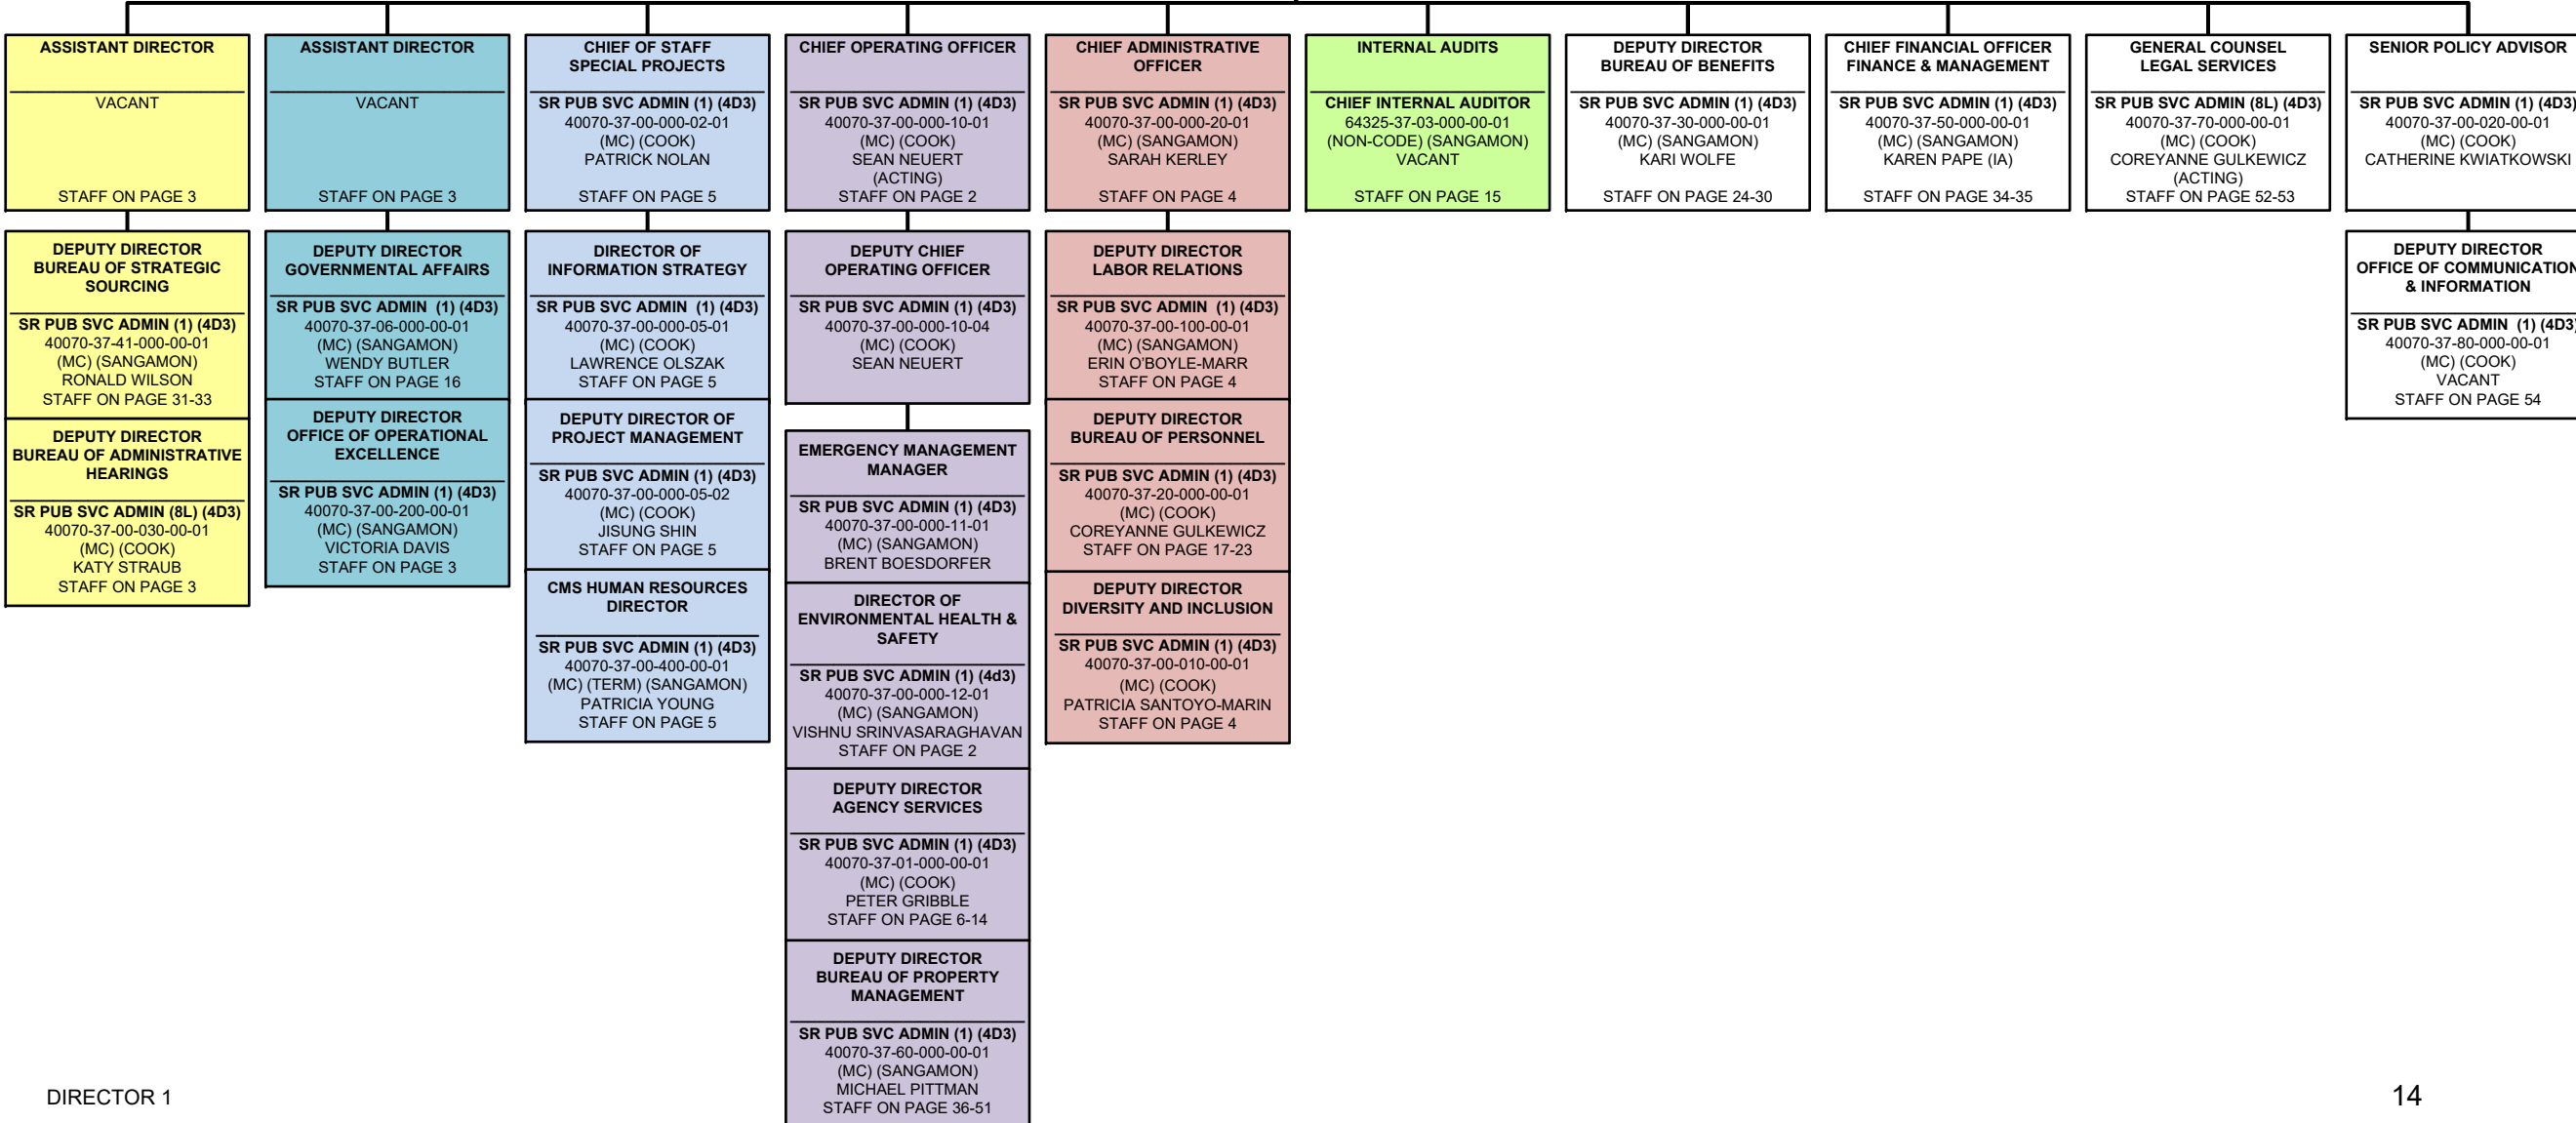 ASSISTANT DIRECTOR
VACANT
STAFF ON PAGE 3
ASSISTANT DIRECTOR
VACANT
STAFF ON PAGE 3
CHIEF OF STAFF
SPECIAL PROJECTS
SR PUB SVC ADMIN (1) (4D3)
40070-37-00-000-02-01
(MC) (COOK)
PATRICK NOLAN
STAFF ON PAGE 5
CHIEF OPERATING OFFICER
SR PUB SVC ADMIN (1) (4D3)
40070-37-00-000-10-01
(MC) (COOK)
SEAN NEUERT
(ACTING)
STAFF ON PAGE 2
CHIEF ADMINISTRATIVE
OFFICER
SR PUB SVC ADMIN (1) (4D3)
40070-37-00-000-20-01
(MC) (SANGAMON)
SARAH KERLEY
STAFF ON PAGE 4
INTERNAL AUDITS
CHIEF INTERNAL AUDITOR
64325-37-03-000-00-01
(NON-CODE) (SANGAMON)
VACANT
STAFF ON PAGE 15
DEPUTY DIRECTOR
BUREAU OF BENEFITS
SR PUB SVC ADMIN (1) (4D3)
40070-37-30-000-00-01
(MC) (SANGAMON)
KARI WOLFE
STAFF ON PAGE 24-30
CHIEF FINANCIAL OFFICER
FINANCE & MANAGEMENT
SR PUB SVC ADMIN (1) (4D3)
40070-37-50-000-00-01
(MC) (SANGAMON)
KAREN PAPE (IA)
STAFF ON PAGE 34-35
GENERAL COUNSEL
LEGAL SERVICES
SR PUB SVC ADMIN (8L) (4D3)
40070-37-70-000-00-01
(MC) (COOK)
COREYANNE GULKEWICZ
(ACTING)
STAFF ON PAGE 52-53
SENIOR POLICY ADVISOR
SR PUB SVC ADMIN (1) (4D3)
40070-37-00-020-00-01
(MC) (COOK)
CATHERINE KWIATKOWSKI
DEPUTY DIRECTOR
BUREAU OF STRATEGIC
SOURCING
SR PUB SVC ADMIN (1) (4D3)
40070-37-41-000-00-01
(MC) (SANGAMON)
RONALD WILSON
STAFF ON PAGE 31-33
DEPUTY DIRECTOR
BUREAU OF ADMINISTRATIVE
HEARINGS
SR PUB SVC ADMIN (8L) (4D3)
40070-37-00-030-00-01
(MC) (COOK)
KATY STRAUB
STAFF ON PAGE 3
DEPUTY DIRECTOR
GOVERNMENTAL AFFAIRS
SR PUB SVC ADMIN (1) (4D3)
40070-37-06-000-00-01
(MC) (SANGAMON)
WENDY BUTLER
STAFF ON PAGE 16
DEPUTY DIRECTOR
OFFICE OF OPERATIONAL
EXCELLENCE
SR PUB SVC ADMIN (1) (4D3)
40070-37-00-200-00-01
(MC) (SANGAMON)
VICTORIA DAVIS
STAFF ON PAGE 3
DIRECTOR OF
INFORMATION STRATEGY
SR PUB SVC ADMIN (1) (4D3)
40070-37-00-000-05-01
(MC) (COOK)
LAWRENCE OLSZAK
STAFF ON PAGE 5
DEPUTY DIRECTOR OF
PROJECT MANAGEMENT
SR PUB SVC ADMIN (1) (4D3)
40070-37-00-000-05-02
(MC) (COOK)
JISUNG SHIN
STAFF ON PAGE 5
CMS HUMAN RESOURCES
DIRECTOR
SR PUB SVC ADMIN (1) (4D3)
40070-37-00-400-00-01
(MC) (TERM) (SANGAMON)
PATRICIA YOUNG
STAFF ON PAGE 5
DEPUTY CHIEF
OPERATING OFFICER
SR PUB SVC ADMIN (1) (4D3)
40070-37-00-000-10-04
(MC) (COOK)
SEAN NEUERT
EMERGENCY MANAGEMENT
MANAGER
SR PUB SVC ADMIN (1) (4D3)
40070-37-00-000-11-01
(MC) (SANGAMON)
BRENT BOESDORFER
DIRECTOR OF
ENVIRONMENTAL HEALTH &
SAFETY
SR PUB SVC ADMIN (1) (4d3)
40070-37-00-000-12-01
(MC) (SANGAMON)
VISHNU SRINVASARAGHAVAN
STAFF ON PAGE 2
DEPUTY DIRECTOR
AGENCY SERVICES
SR PUB SVC ADMIN (1) (4D3)
40070-37-01-000-00-01
(MC) (COOK)
PETER GRIBBLE
STAFF ON PAGE 6-14
DEPUTY DIRECTOR
BUREAU OF PROPERTY
MANAGEMENT
SR PUB SVC ADMIN (1) (4D3)
40070-37-60-000-00-01
(MC) (SANGAMON)
MICHAEL PITTMAN
STAFF ON PAGE 36-51
DEPUTY DIRECTOR
LABOR RELATIONS
SR PUB SVC ADMIN (1) (4D3)
40070-37-00-100-00-01
(MC) (SANGAMON)
ERIN O'BOYLE-MARR
STAFF ON PAGE 4
DEPUTY DIRECTOR
BUREAU OF PERSONNEL
SR PUB SVC ADMIN (1) (4D3)
40070-37-20-000-00-01
(MC) (COOK)
COREYANNE GULKEWICZ
STAFF ON PAGE 17-23
DEPUTY DIRECTOR
DIVERSITY AND INCLUSION
SR PUB SVC ADMIN (1) (4D3)
40070-37-00-010-00-01
(MC) (COOK)
PATRICIA SANTOYO-MARIN
STAFF ON PAGE 4
DEPUTY DIRECTOR
OFFICE OF COMMUNICATION
& INFORMATION
SR PUB SVC ADMIN (1) (4D3)
40070-37-80-000-00-01
(MC) (COOK)
VACANT
STAFF ON PAGE 54
DIRECTOR 1
14